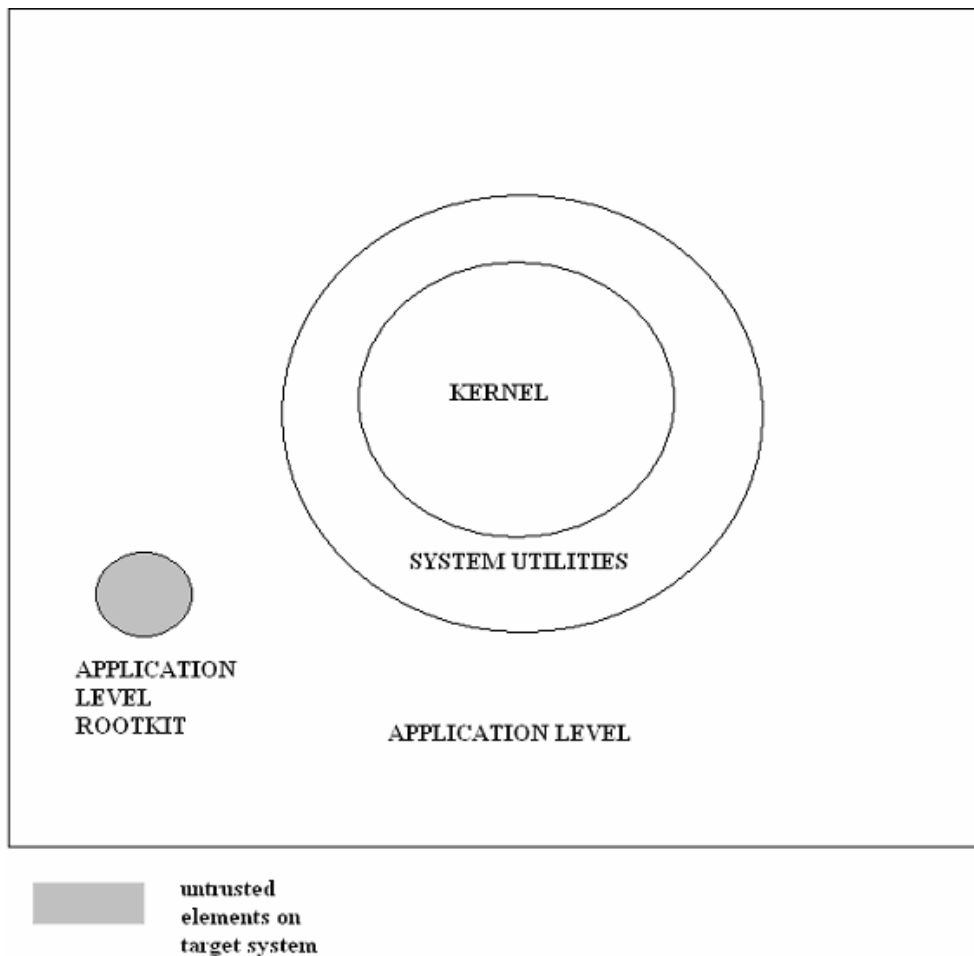 KERNEL
SYSTEM UTILITIES
APPLICATION
LEVEL
ROOTKIT
APPLICATION LEVEL
untrusted
elements on
target system